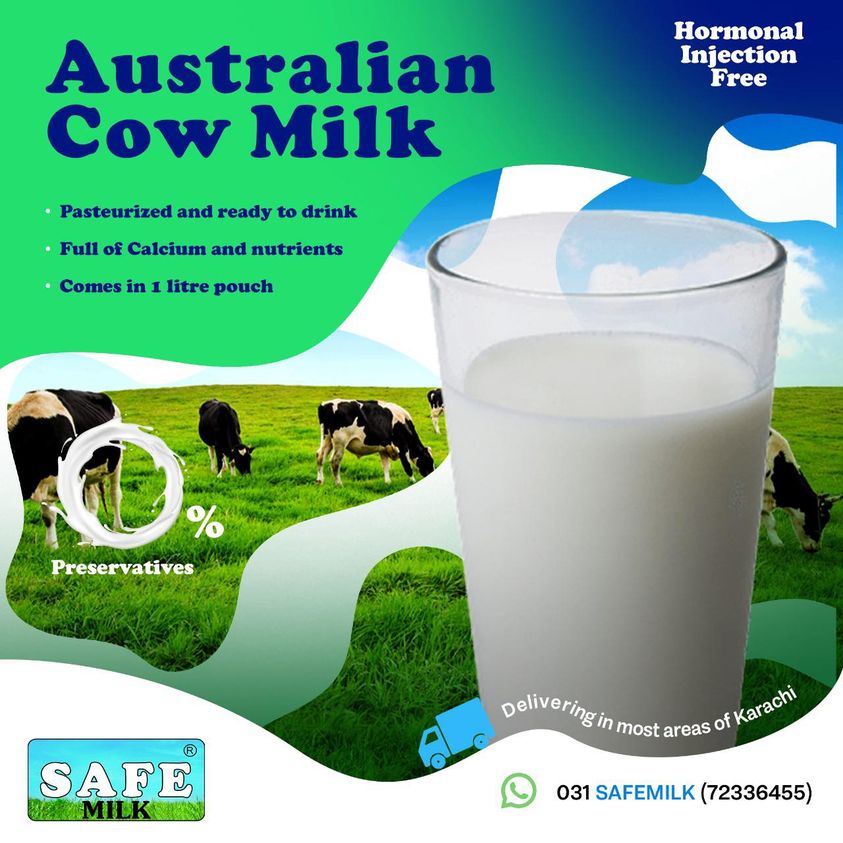 Australian
Cow Milk
Hormonal
Injection
Free
• Pasteurized and ready to drink
• Full of Calcium and nutrients
• Comes in 1 litre pouch
%
Preservatives
Delivering in most areas of Karachi
SAFE®
MILK
031 SAFEMILK (72336455)